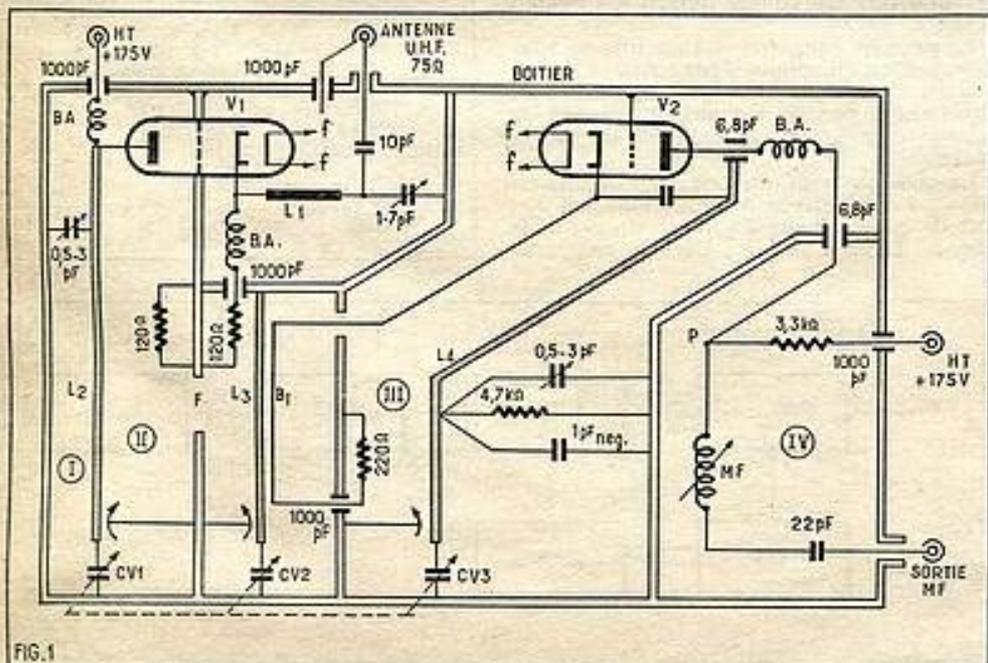 HT
+175V
ANTENNE
U.H.F,
75Ω
1000pF
1000pF
BOITIER
BA
V1
V2
6,8pF
B.A.
f
f
10pF
f
f
L1
1-7pF
0,5-3
pF
B.A.
1000pF
6,8pF
120Ω
120Ω
P
3,3kΩ
L2
F
L3
B1
III
L4
0,5-3pF
1000
pF
HT
+175V
4,7kΩ
II
I
220Ω
1pF neg.
IV
MF
1000
pF
22pF
CV1
CV2
CV3
SORTIE
MF
FIG.1